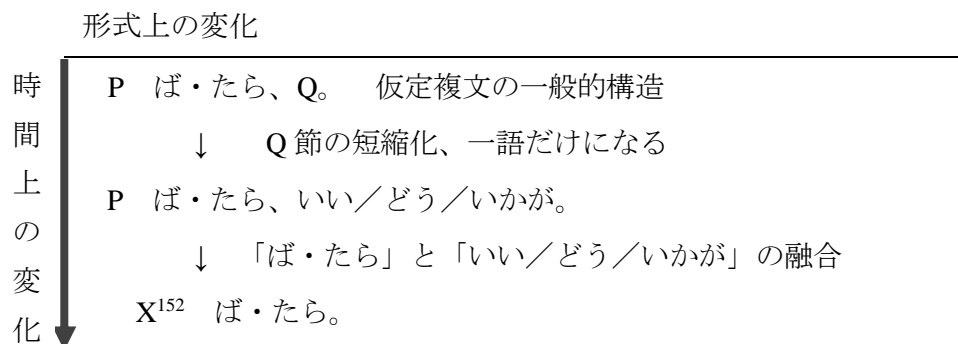 形式上の変化
時間上の変化
P ば・たら、Q。 仮定複文の一般的構造
↓ Q 節の短縮化、一語だけになる
P ば・たら、いい／どう／いかが。
↓ 「ば・たら」と「いい／どう／いかが」の融合
X152 ば・たら。